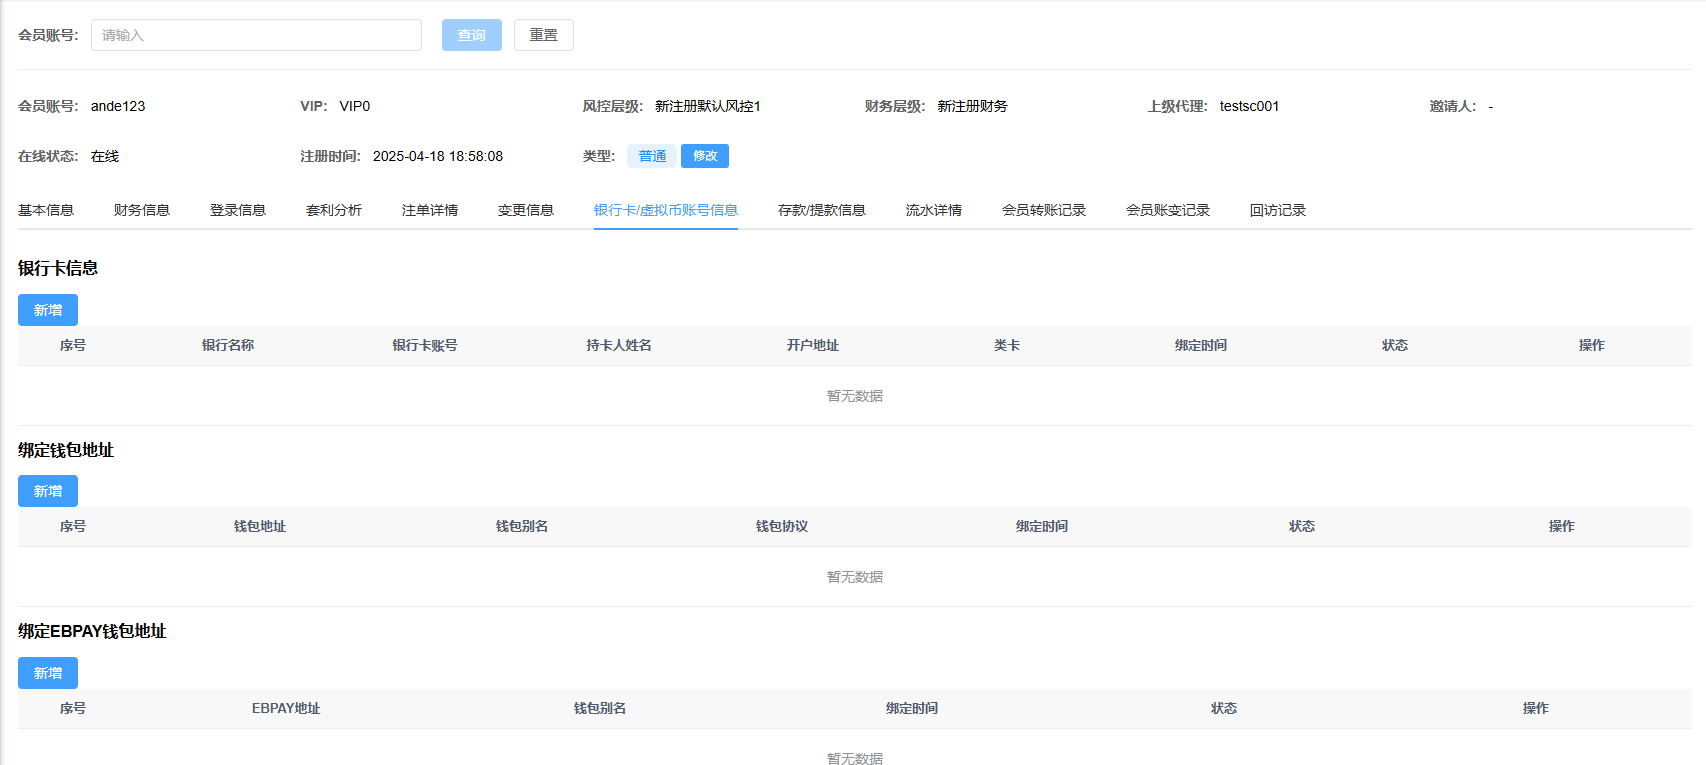 会员账号： 请输入 查询 重置
会员账号： ande123 VIP： VIP0 风控层级： 新注册默认风控1 财务层级： 新注册财务 上级代理： testsc001 邀请人： -
在线状态： 在线 注册时间： 2025-04-18 18:58:08 类型： 普通 修改
基本信息 财务信息 登录信息 套利分析 注单详情 变更信息 银行卡/虚拟币账号信息 存款/提款信息 流水详情 会员转账记录 会员账变记录 回访记录
银行卡信息
新增
序号 银行名称 银行卡账号 持卡人姓名 开户地址 类卡 绑定时间 状态 操作
暂无数据
绑定钱包地址
新增
序号 钱包地址 钱包别名 钱包协议 绑定时间 状态 操作
暂无数据
绑定EBPAY钱包地址
新增
序号 EBPAY地址 钱包别名 绑定时间 状态 操作
暂无数据